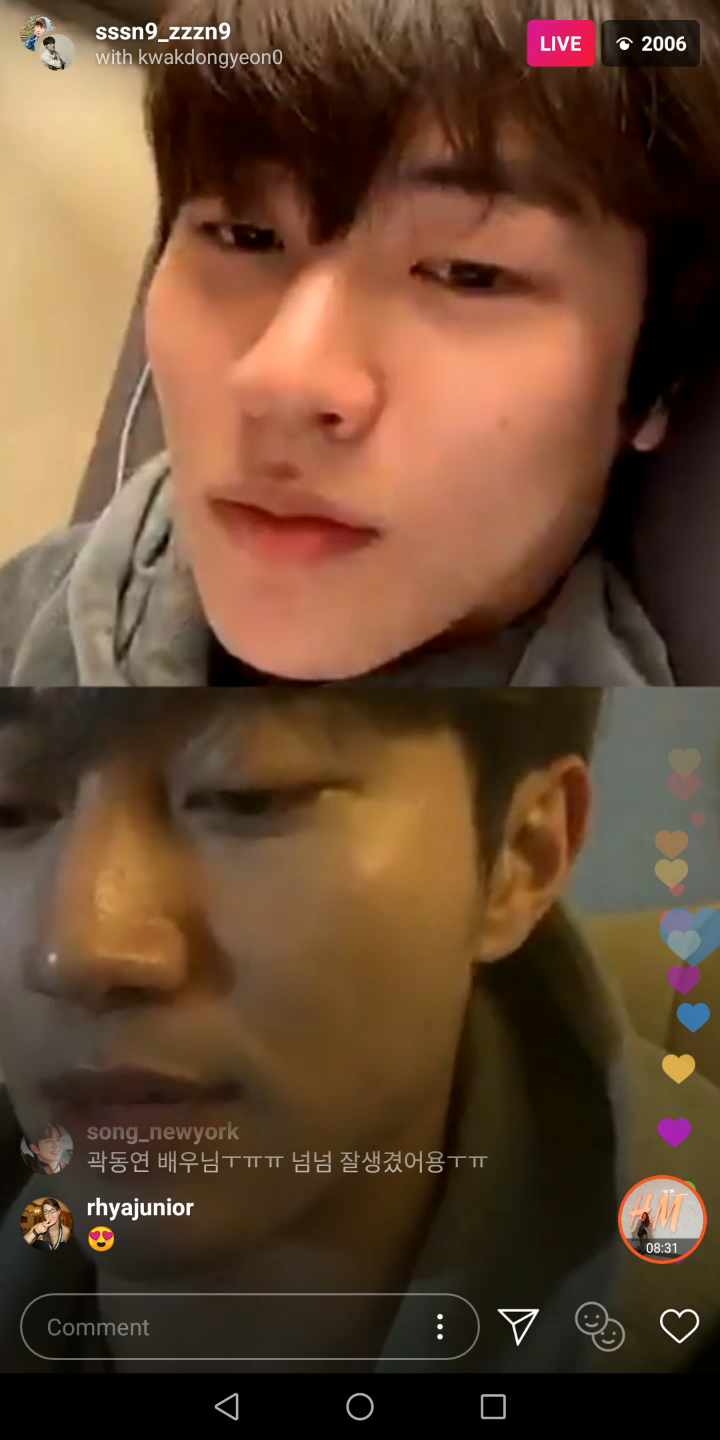 sssn9_zzzn9
with kwakdongyeon0
LIVE
2006
song_newyork
곽동연 배우님ㅜㅠㅠ 넘넘 잘생겼어용ㅜㅠ
rhyajunior
😍
HM
08:31
Comment